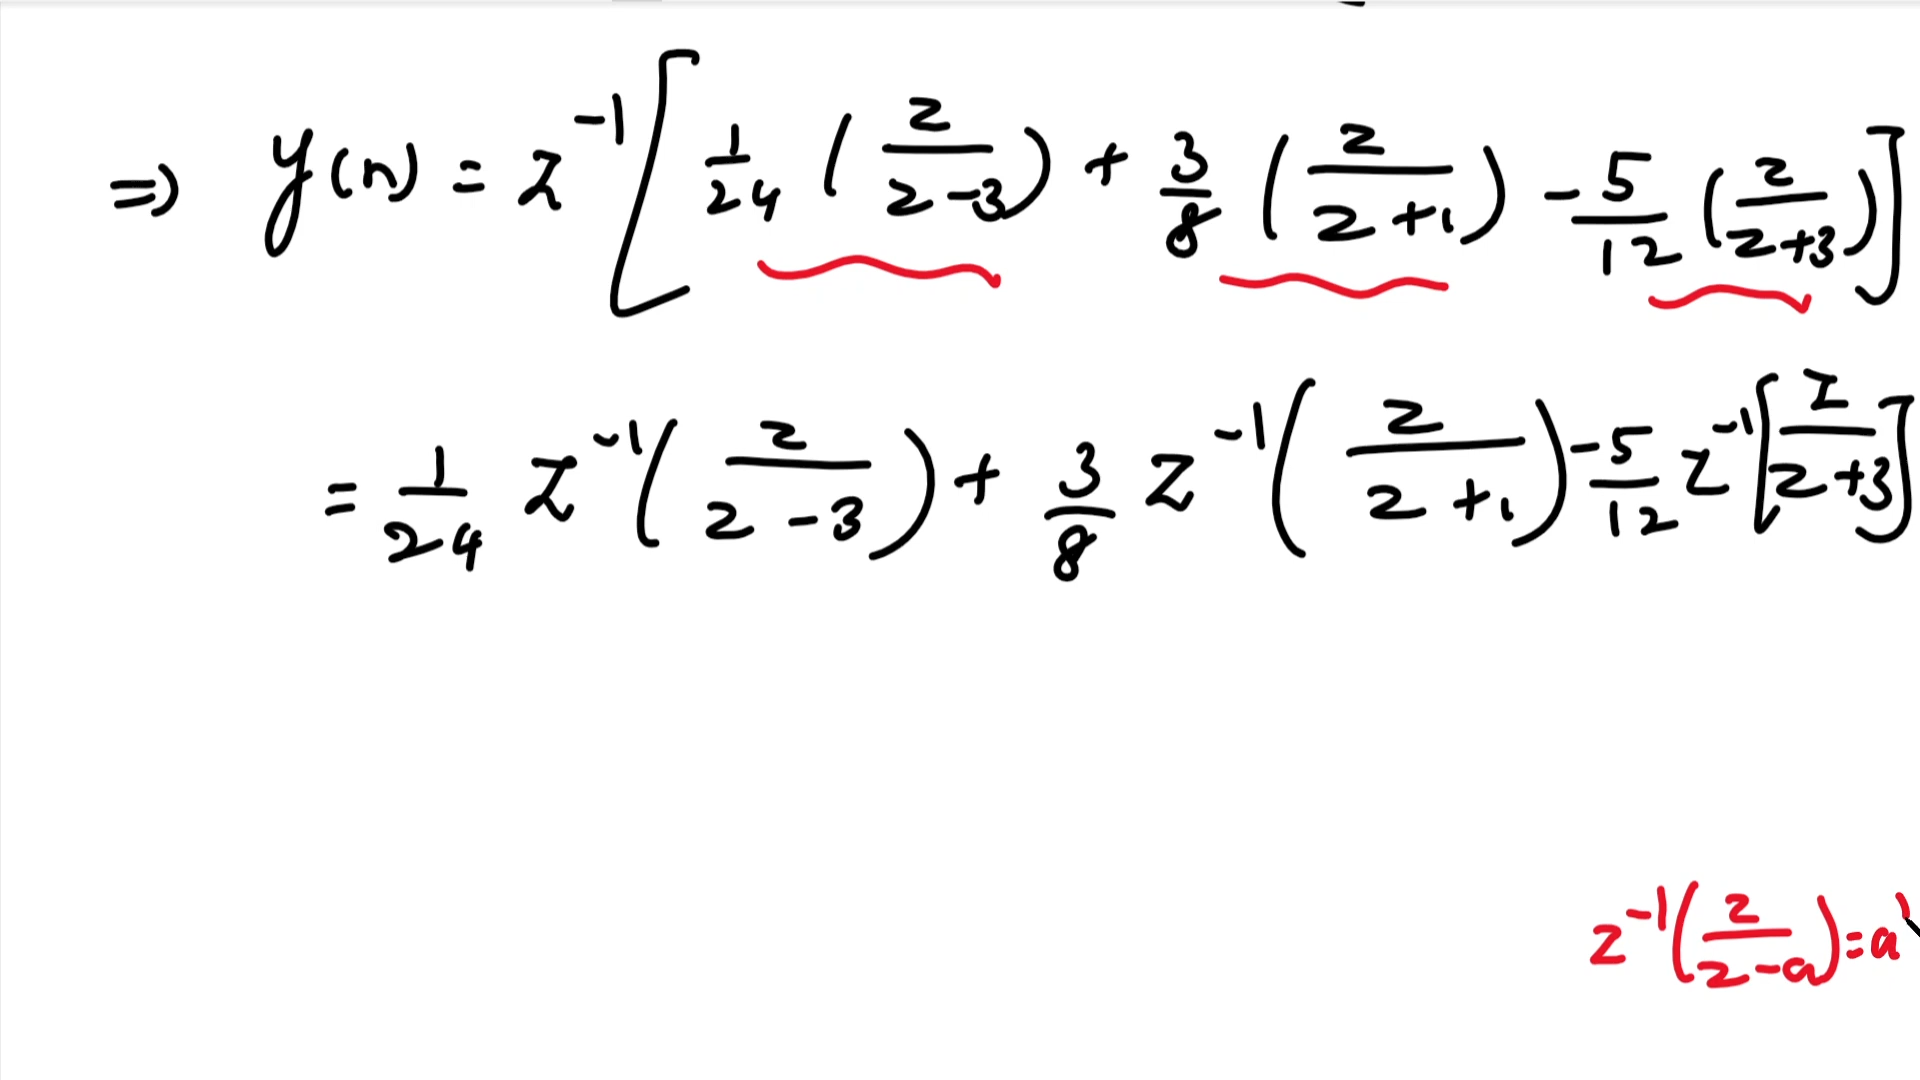 ⇒ y(n) = z⁻¹[ 1/24 (z/(z-3)) + 3/8 (z/(z+1)) - 5/12 (z/(z+3)) ]
= 1/24 z⁻¹(z/(z-3)) + 3/8 z⁻¹(z/(z+1)) - 5/12 z⁻¹[z/(z+3)]
z⁻¹(z/(z-a)) = a